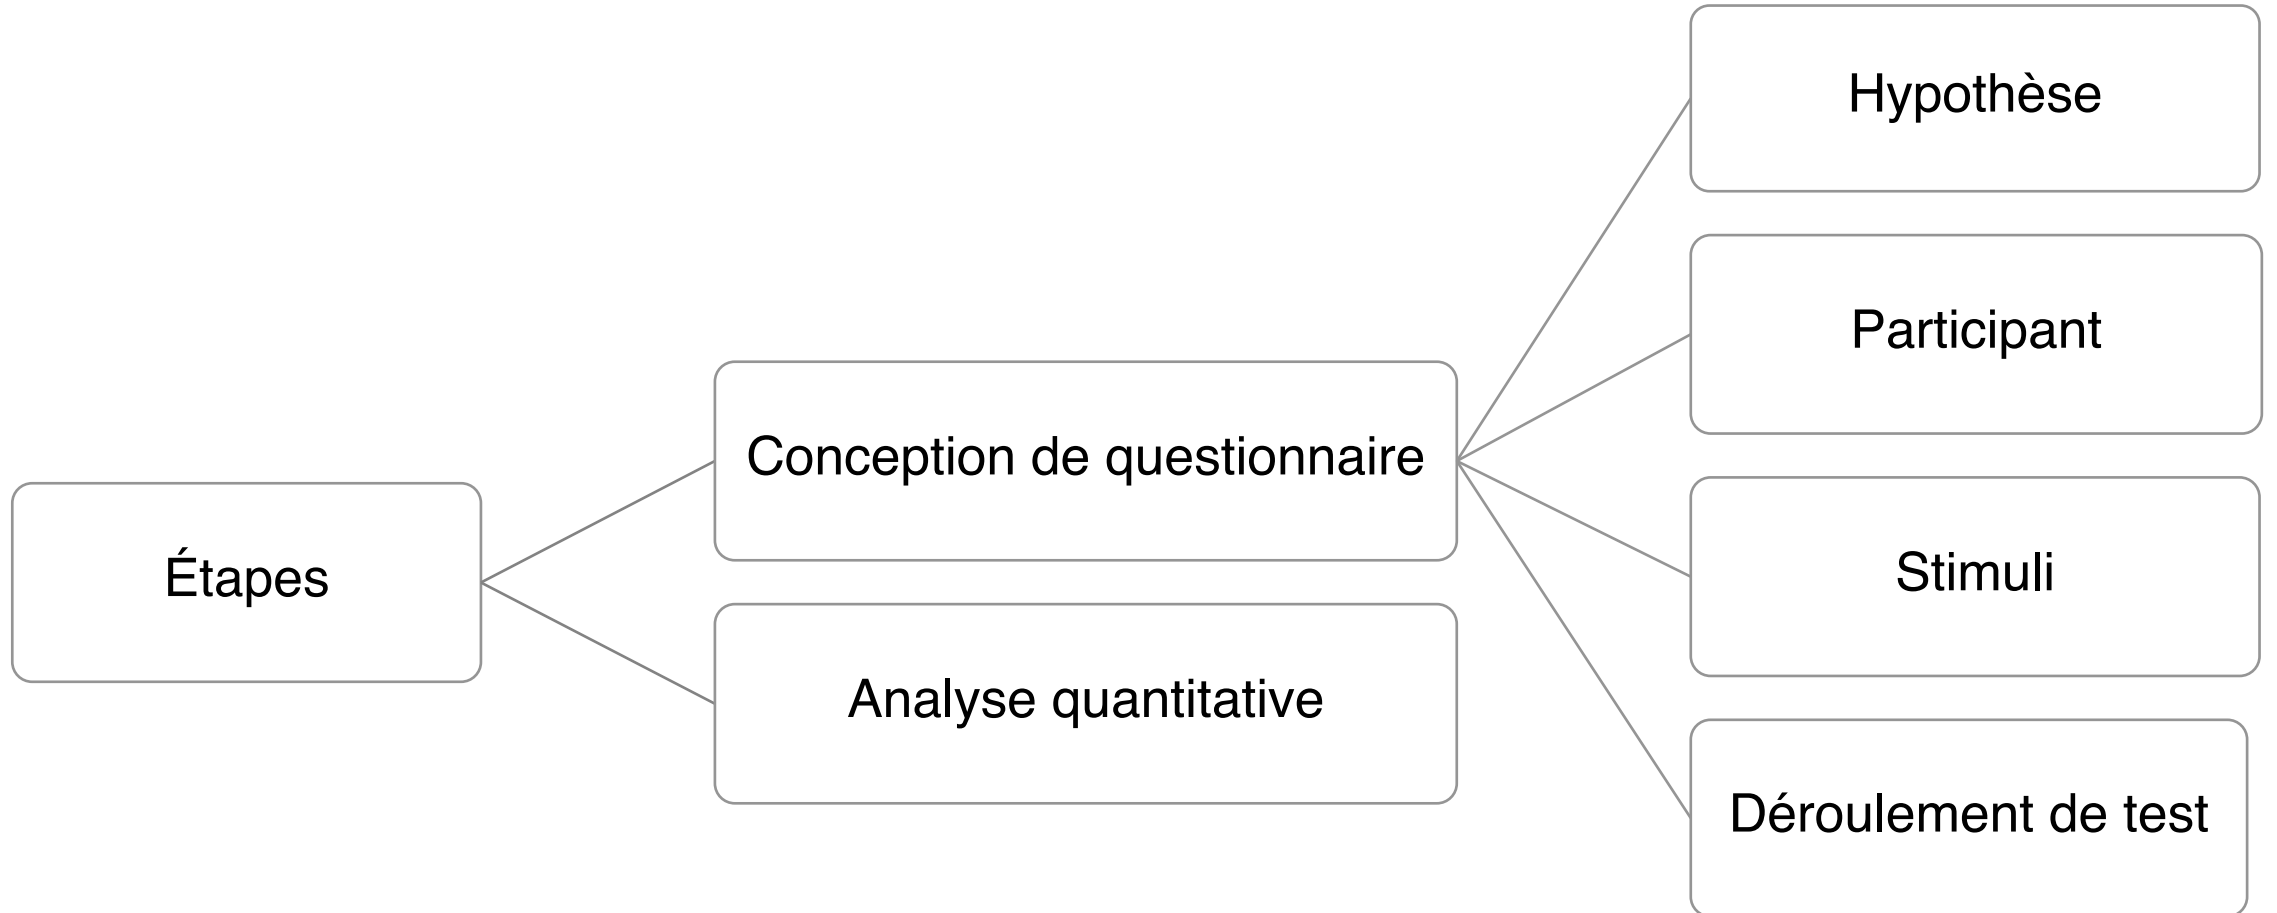 Étapes
Conception de questionnaire
Analyse quantitative
Hypothèse
Participant
Stimuli
Déroulement de test